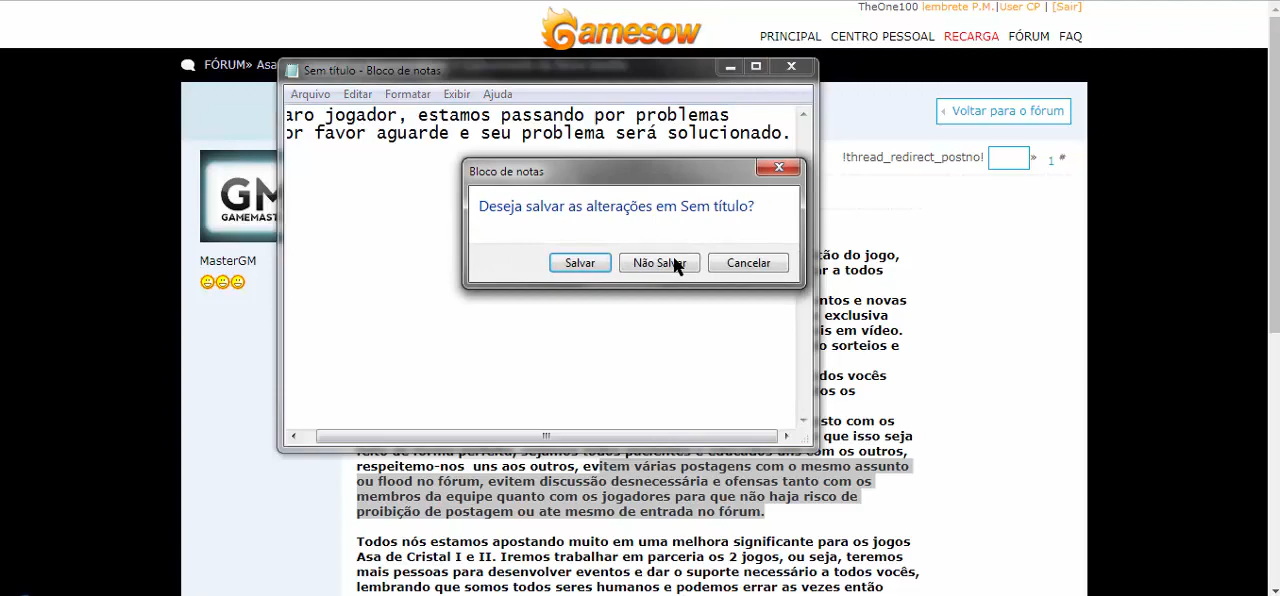 TheOne100 lembrete P.M.|User CP | [Sair]
Gamesow
PRINCIPAL CENTRO PESSOAL RECARGA FÓRUM FAQ
FÓRUM» Asa
Sem título - Bloco de notas
Arquivo Editar Formatar Exibir Ajuda
aro jogador, estamos passando por problemas
or favor aguarde e seu problema será solucionado.
Voltar para o fórum
!thread_redirect_postno! » 1 #
Bloco de notas
Deseja salvar as alterações em Sem título?
Salvar Não Salvar Cancelar
GM
GAMEMAST
MasterGM
ção do jogo,
r a todos
ntos e novas
exclusiva
is em vídeo.
o sorteios e
dos vocês
os os
sto com os
que isso seja
respeitemo-nos uns aos outros, evitem várias postagens com o mesmo assunto
ou flood no fórum, evitem discussão desnecessária e ofensas tanto com os
membros da equipe quanto com os jogadores para que não haja risco de
proibição de postagem ou ate mesmo de entrada no fórum.
Todos nós estamos apostando muito em uma melhora significante para os jogos
Asa de Cristal I e II. Iremos trabalhar em parceria os 2 jogos, ou seja, teremos
mais pessoas para desenvolver eventos e dar o suporte necessário a todos vocês,
lembrando que somos todos seres humanos e podemos errar as vezes então